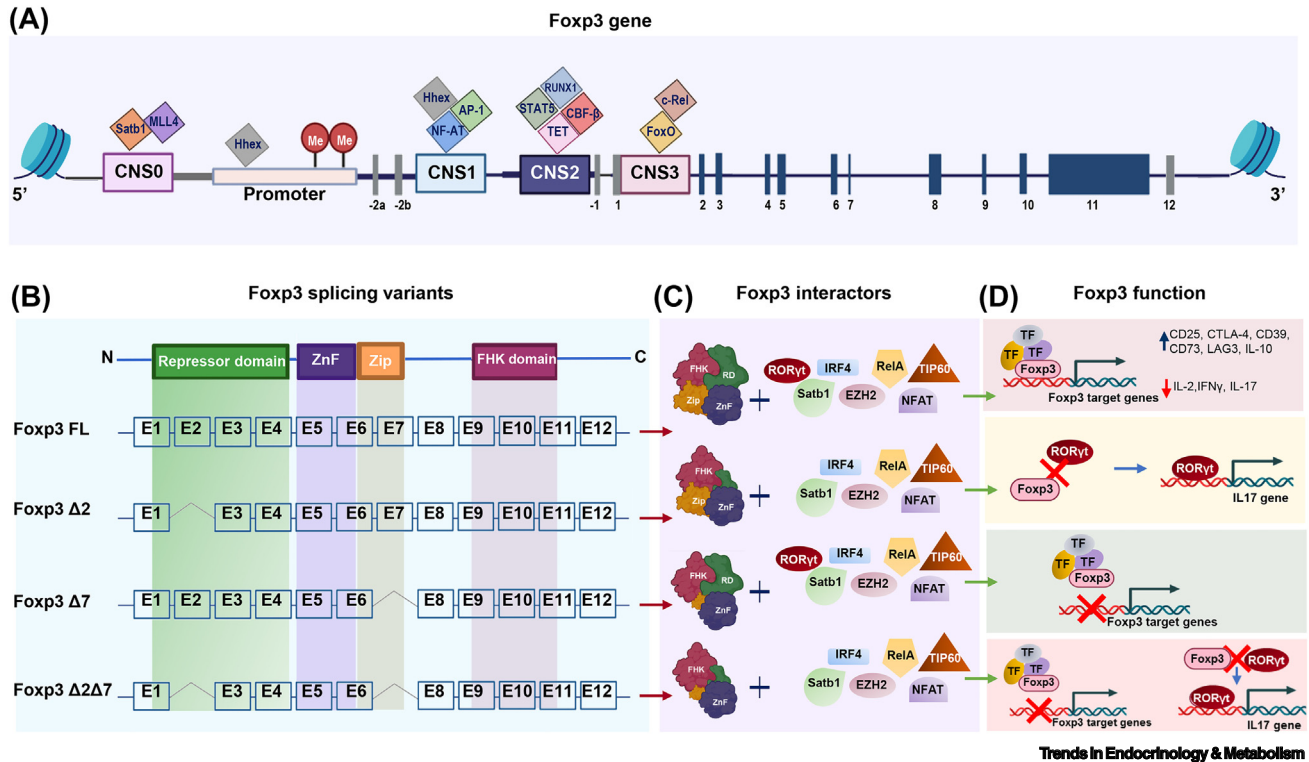 (A)
Foxp3 gene
Satb1
MLL4
Hhex
Me
Me
Hhex
AP-1
NF-AT
RUNX1
STAT5
CBF-β
TET
c-Rel
FoxO
5’
CNS0
Promoter
-2a
-2b
CNS1
CNS2
-1
1
CNS3
2
3
4
5
6
7
8
9
10
11
12
3’
(B)
Foxp3 splicing variants
N
Repressor domain
ZnF
Zip
FHK domain
C
Foxp3 FL
E1 E2 E3 E4 E5 E6 E7 E8 E9 E10 E11 E12
Foxp3 Δ2
E1 E3 E4 E5 E6 E7 E8 E9 E10 E11 E12
Foxp3 Δ7
E1 E2 E3 E4 E5 E6 E8 E9 E10 E11 E12
Foxp3 Δ2Δ7
E1 E3 E4 E5 E6 E8 E9 E10 E11 E12
(C)
Foxp3 interactors
FHK
RD
Zip
ZnF
+
RORγt
IRF4
RelA
TIP60
Satb1
EZH2
NFAT
FHK
Zip
ZnF
+
IRF4
RelA
TIP60
Satb1
EZH2
NFAT
FHK
RD
ZnF
+
RORγt
IRF4
RelA
TIP60
Satb1
EZH2
NFAT
FHK
ZnF
+
IRF4
RelA
TIP60
Satb1
EZH2
NFAT
(D)
Foxp3 function
TF
TF
TF
Foxp3
Foxp3 target genes
CD25, CTLA-4, CD39,
CD73, LAG3, IL-10
IL-2,IFNγ, IL-17
RORγt
Foxp3
RORγt
IL17 gene
TF
TF
TF
Foxp3
Foxp3 target genes
TF
TF
TF
Foxp3
Foxp3 target genes
Foxp3
RORγt
RORγt
IL17 gene
Trends in Endocrinology & Metabolism